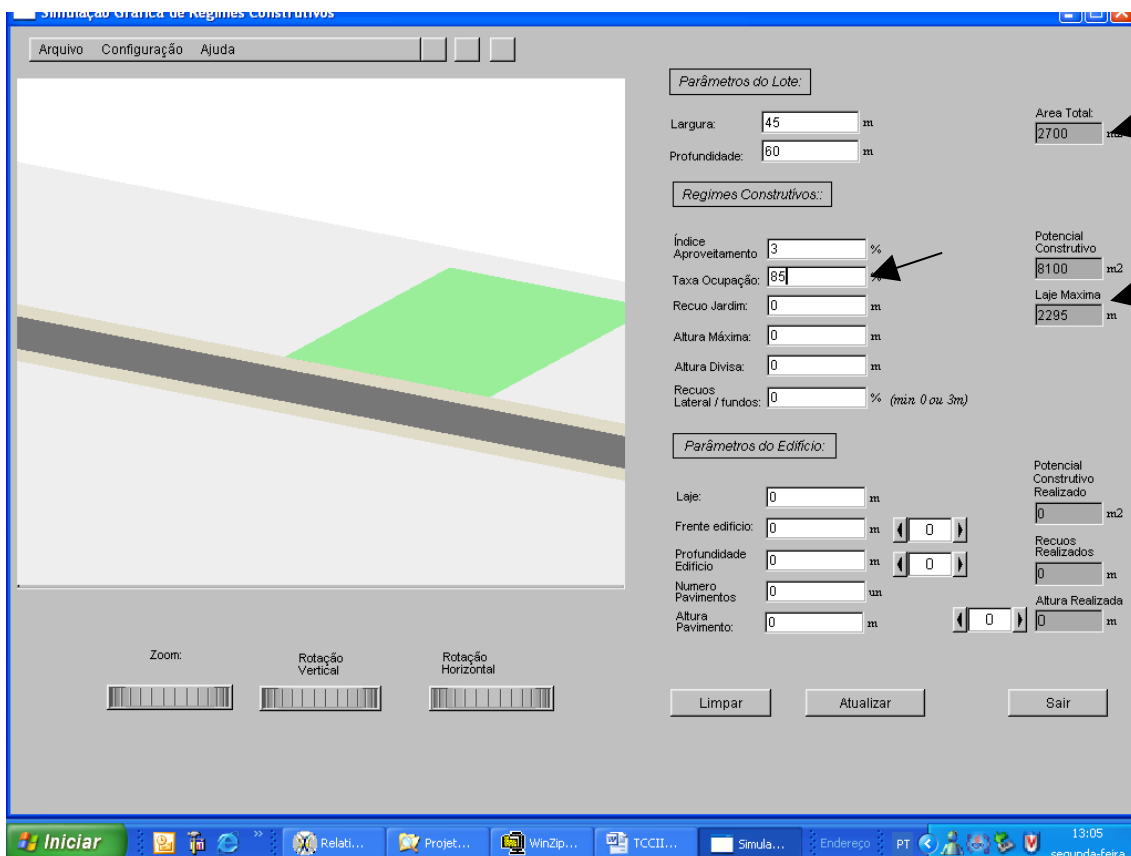 Simulação Gráfica de Regimes Construtivos
Arquivo Configuração Ajuda
Parâmetros do Lote:
Largura: 45 m
Area Total:
2700
Profundidade: 60 m
Regimes Construtívos::
Índice
Aproveitamento 3 %
Potencial
Construtivo
8100 m2
Taxa Ocupação: 85 %
Laje Maxima
2295 m
Recuo Jardim: 0 m
Altura Máxima: 0 m
Altura Divisa: 0 m
Recuos
Lateral / fundos: 0 % (min 0 ou 3m)
Parâmetros do Edifício:
Potencial
Construtivo
Realizado
0 m2
Laje: 0 m
Frente edificio: 0 m 0
Recuos
Realizados
0 m
Profundidade
Edificio 0 m 0
Numero
Pavimentos 0 un
Altura Realizada
0 0 m
Altura
Pavimento: 0 m
Zoom:
Rotação
Vertical
Rotação
Horizontal
Limpar Atualizar Sair
Iniciar » Relati... Projet... WinZip... TCCII... Simula... Endereço » PT 13:05
segunda-feira